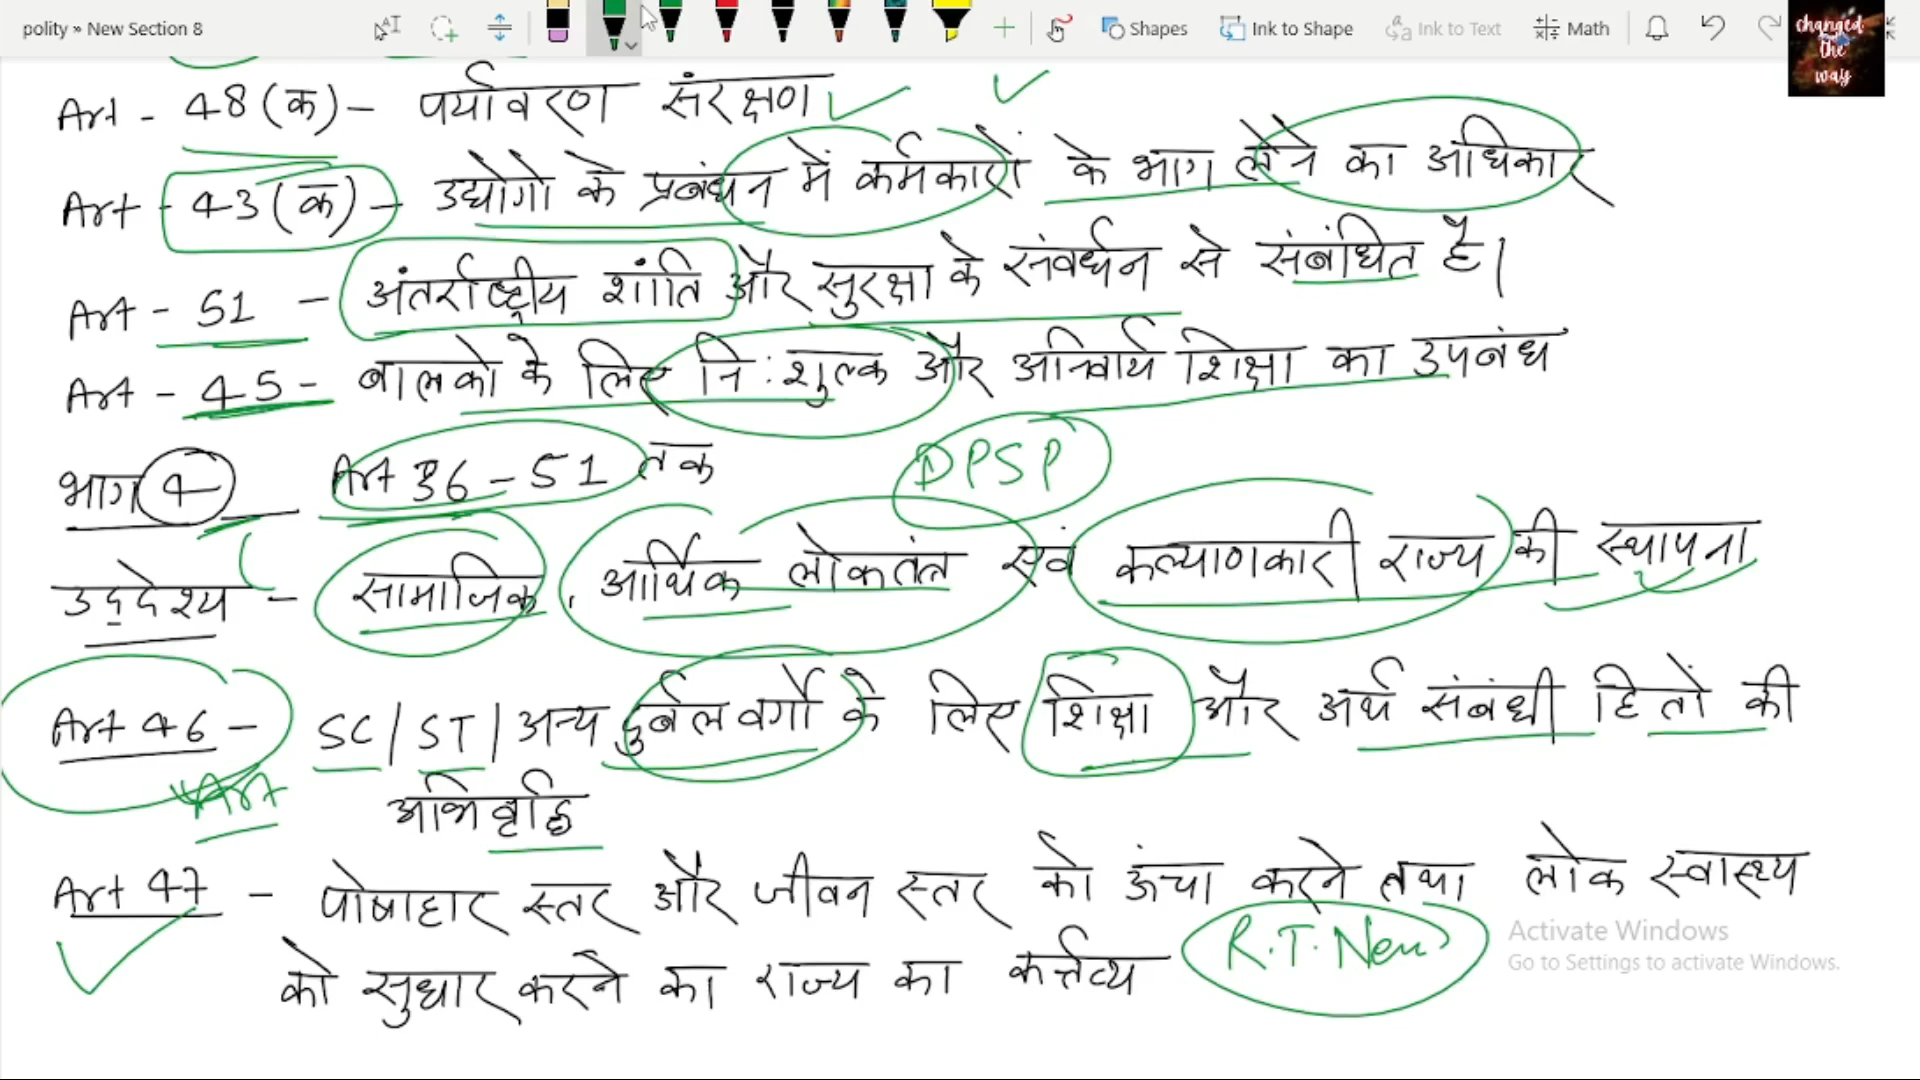 polity » New Section 8
Shapes
Ink to Shape
Ink to Text
Math
changed
the
way
Art - 48 (क) - पर्यावरण संरक्षण
Art - 43 (क) - उद्योगो के प्रबंधन में कर्मकारों के भाग लेने का अधिकार
Art - 51 - अंतर्राष्ट्रीय शांति और सुरक्षा के संवर्धन से संबंधित है।
Art - 45 - बालको के लिए नि:शुल्क और अनिवार्य शिक्षा का उपबंध
भाग 4 Art 36 - 51 तक DPSP
उद्देश्य - सामाजिक, आर्थिक लोकतंत एवं कल्याणकारी राज्य की स्थापना
Art 46 - SC / ST / अन्य दुर्बल वर्गो के लिए शिक्षा और अर्थ संबंधी हितों की
Art अभिवृद्धि
Art 47 - पोषाहार स्तर और जीवन स्तर को ऊंचा करने तथा लोक स्वास्थ्य
को सुधार करने का राज्य का कर्त्तव्य R.T. New
Activate Windows
Go to Settings to activate Windows.